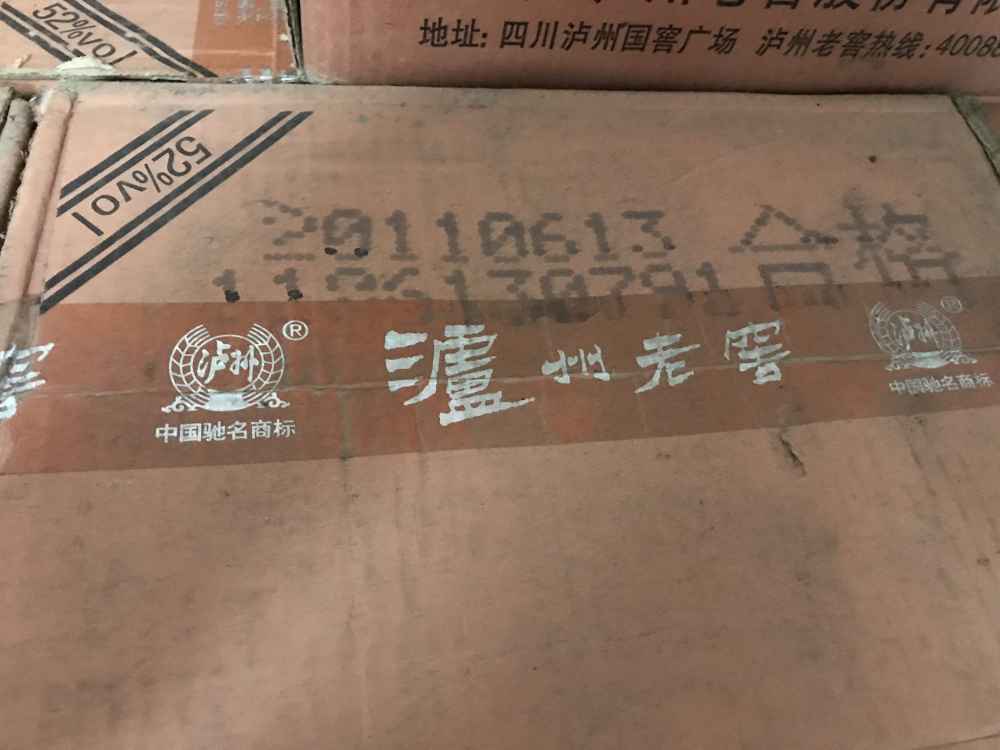 52%vol
地址: 四川泸州国窖广场 泸州老窖热线: 4008
52%vol
20110613 合格
泸州 ®
中国驰名商标
瀘州老窖
泸州 ®
中国驰名商标
窖